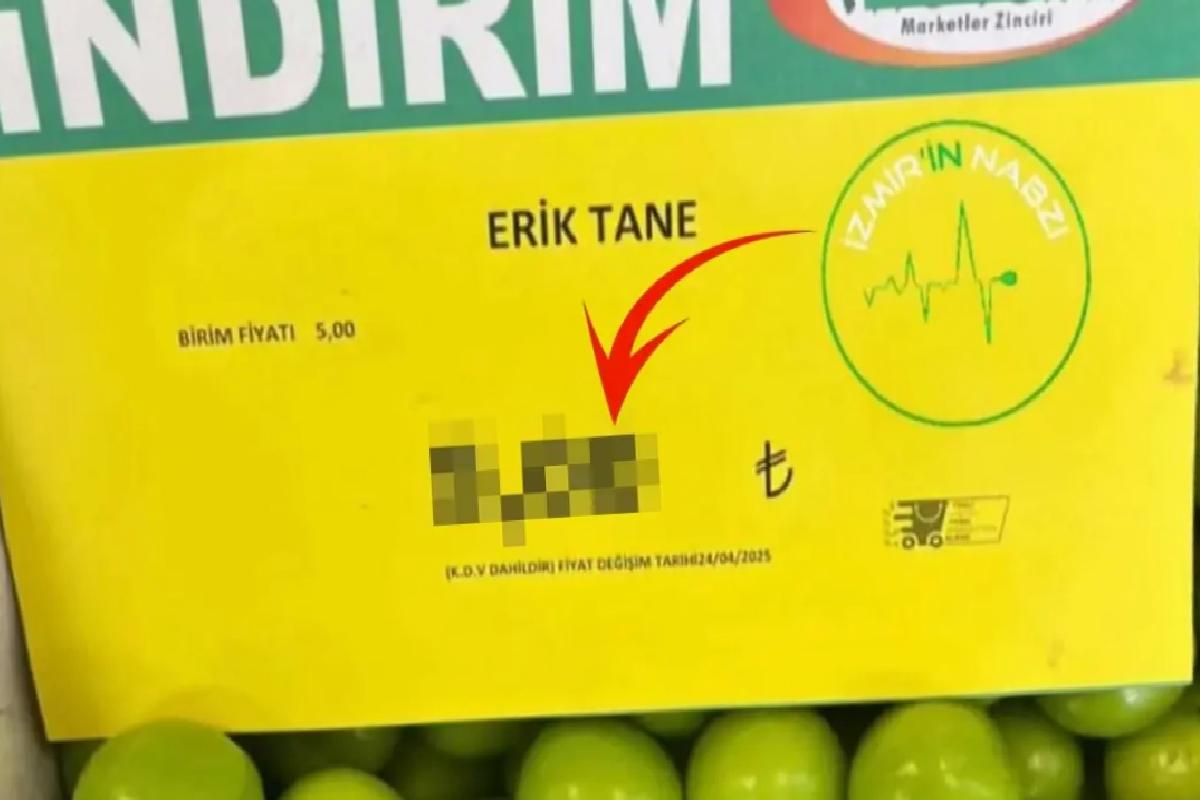 İNDİRİM
Marketler Zinciri
İZMİR'İN NABZI
ERİK TANE
BİRİM FİYATI 5,00
₺
(K.D.V DAHİLDİR) FİYAT DEĞİŞİM TARİHİ24/04/2025